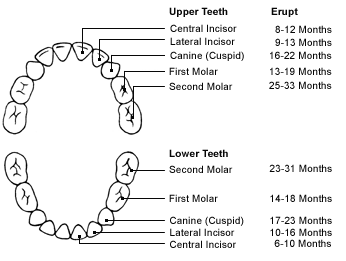 Upper Teeth Erupt
Central Incisor 8-12 Months
Lateral Incisor 9-13 Months
Canine (Cuspid) 16-22 Months
First Molar 13-19 Months
Second Molar 25-33 Months
Lower Teeth
Second Molar 23-31 Months
First Molar 14-18 Months
Canine (Cuspid) 17-23 Months
Lateral Incisor 10-16 Months
Central Incisor 6-10 Months